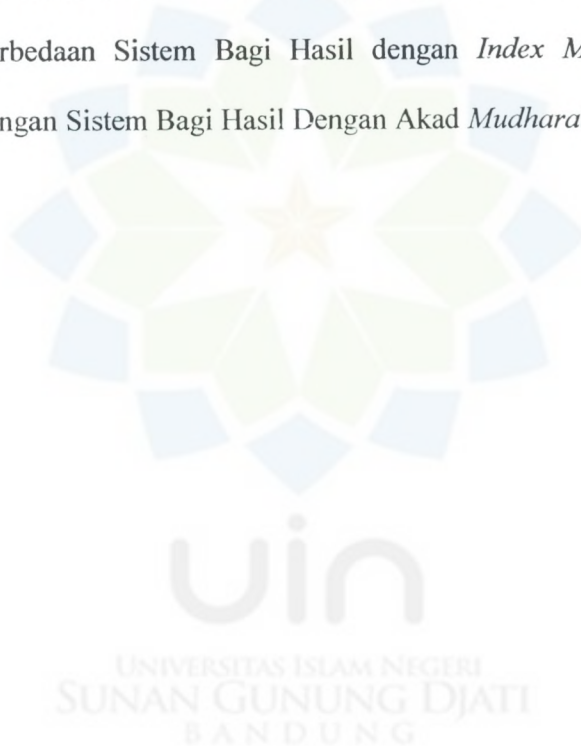 rbedaan Sistem Bagi Hasil dengan Index M
ngan Sistem Bagi Hasil Dengan Akad Mudhara
uin
UNIVERSITAS ISLAM NEGERI
SUNAN GUNUNG DJATI
BANDUNG